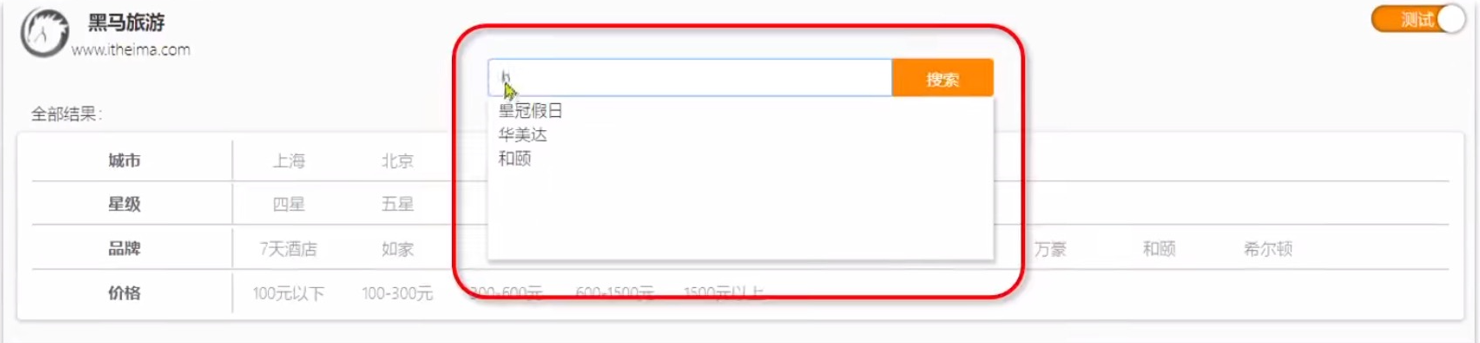 黑马旅游
www.itheima.com
测试
h
搜索
皇冠假日
华美达
和颐
全部结果：
城市 上海 北京
星级 四星 五星
品牌 7天酒店 如家 万豪 和颐 希尔顿
价格 100元以下 100-300元 300-600元 600-1500元 1500元以上